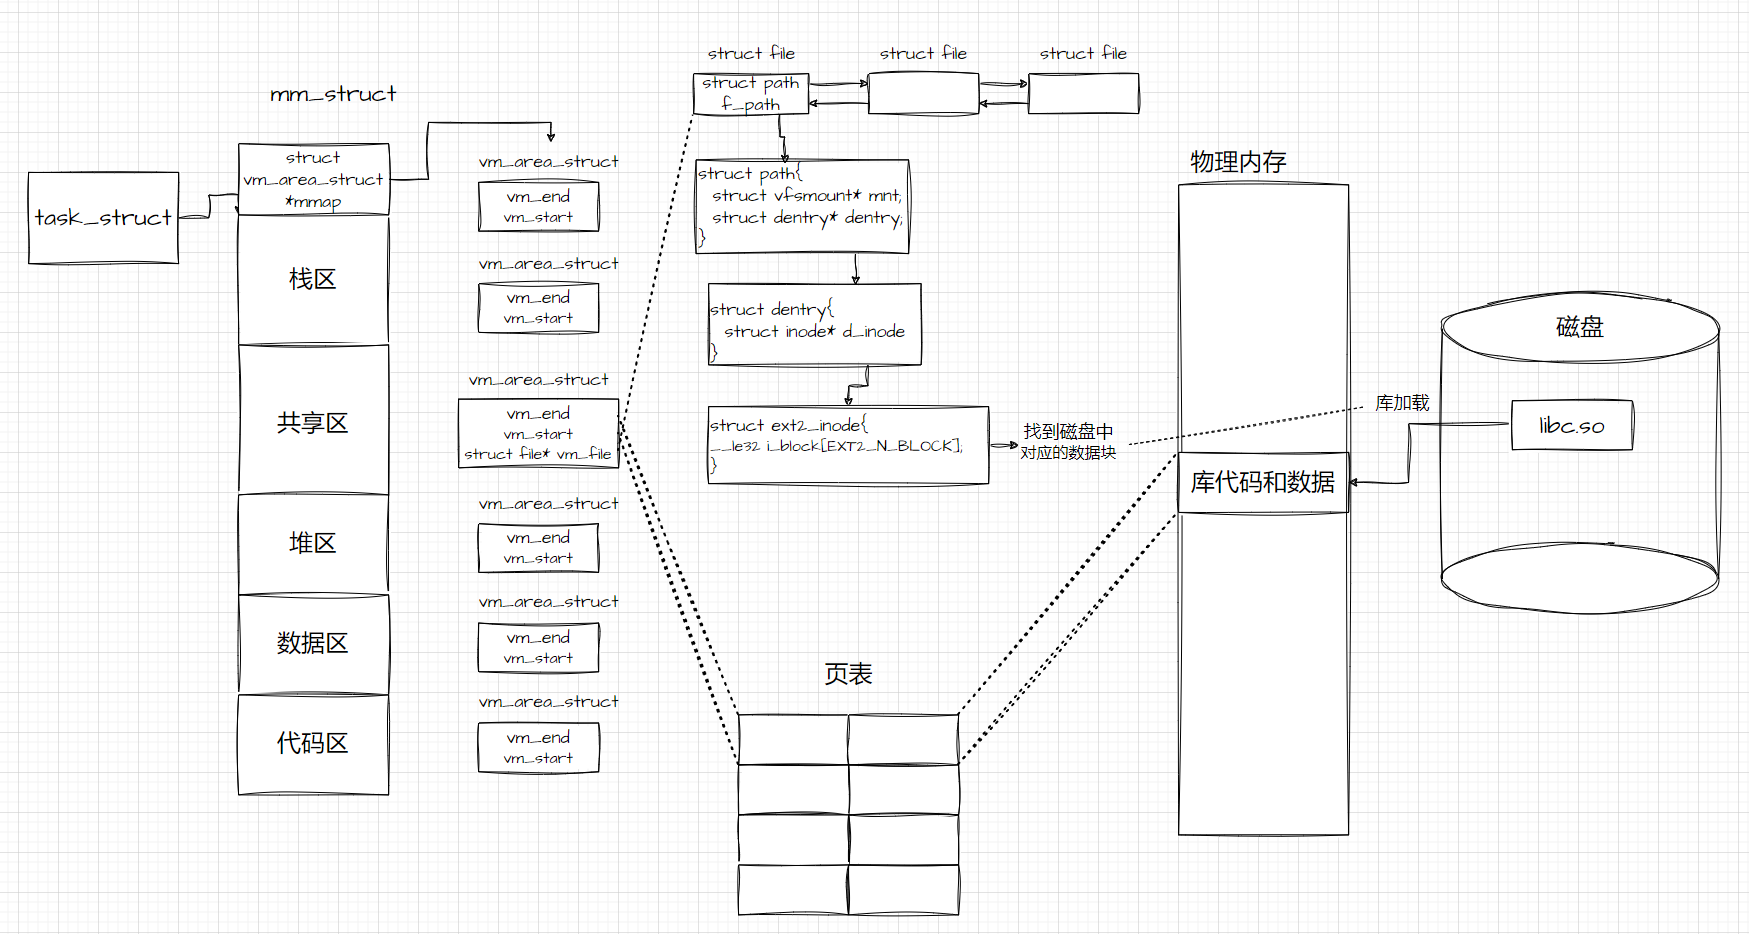 struct file
struct file
struct file
struct path
f_path
mm_struct
struct
vm_area_struct
*mmap
task_struct
栈区
共享区
堆区
数据区
代码区
vm_area_struct
vm_end
vm_start
vm_area_struct
vm_end
vm_start
vm_area_struct
vm_end
vm_start
struct file* vm_file
vm_area_struct
vm_end
vm_start
vm_area_struct
vm_end
vm_start
vm_area_struct
vm_end
vm_start
struct path{
struct vfsmount* mnt;
struct dentry* dentry;
}
struct dentry{
struct inode* d_inode
}
struct ext2_inode{
__le32 i_block[EXT2_N_BLOCK];
}
找到磁盘中
对应的数据块
页表
物理内存
库代码和数据
库加载
磁盘
libc.so